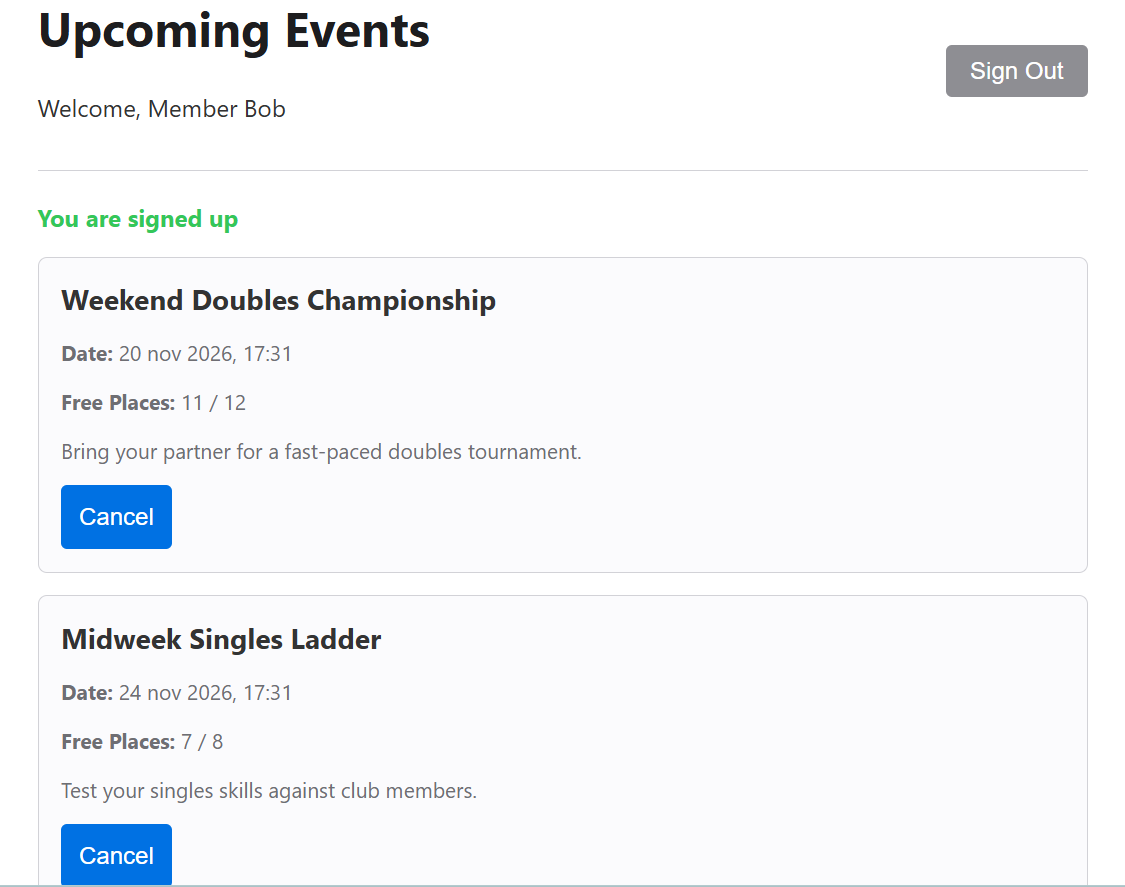 Upcoming Events
Sign Out
Welcome, Member Bob
You are signed up
Weekend Doubles Championship
Date: 20 nov 2026, 17:31
Free Places: 11 / 12
Bring your partner for a fast-paced doubles tournament.
Cancel
Midweek Singles Ladder
Date: 24 nov 2026, 17:31
Free Places: 7 / 8
Test your singles skills against club members.
Cancel